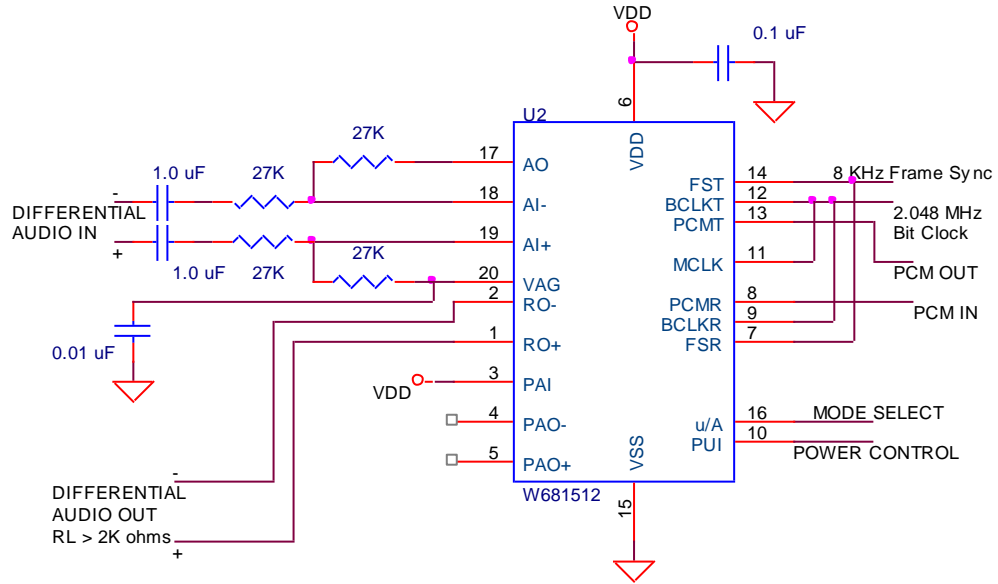 VDD
0.1 uF
6
U2
VDD
27K
17
AO
1.0 uF
27K
18
AI-
-
DIFFERENTIAL
AUDIO IN
+
19
AI+
1.0 uF
27K
27K
20
VAG
2
RO-
0.01 uF
1
RO+
VDD
3
PAI
4
PAO-
5
PAO+
W681512
-
DIFFERENTIAL
AUDIO OUT
RL > 2K ohms
+
14
FST
8 KHz Frame Sync
12
BCLKT
13
PCMT
2.048 MHz
Bit Clock
11
MCLK
PCM OUT
8
PCMR
PCM IN
9
BCLKR
7
FSR
16
u/A
MODE SELECT
10
PUI
POWER CONTROL
VSS
15